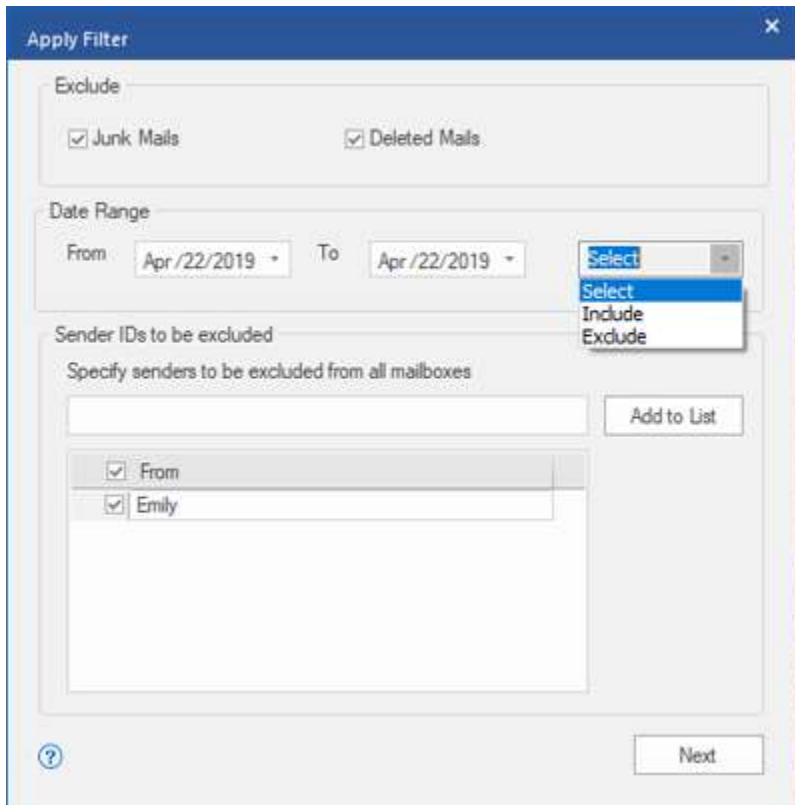 Apply Filter
Exclude
Junk Mails Deleted Mails
Date Range
From Apr/22/2019 To Apr/22/2019 Select
Select
Include
Exclude
Sender IDs to be excluded
Specify senders to be excluded from all mailboxes
Add to List
From
Emily
? Next